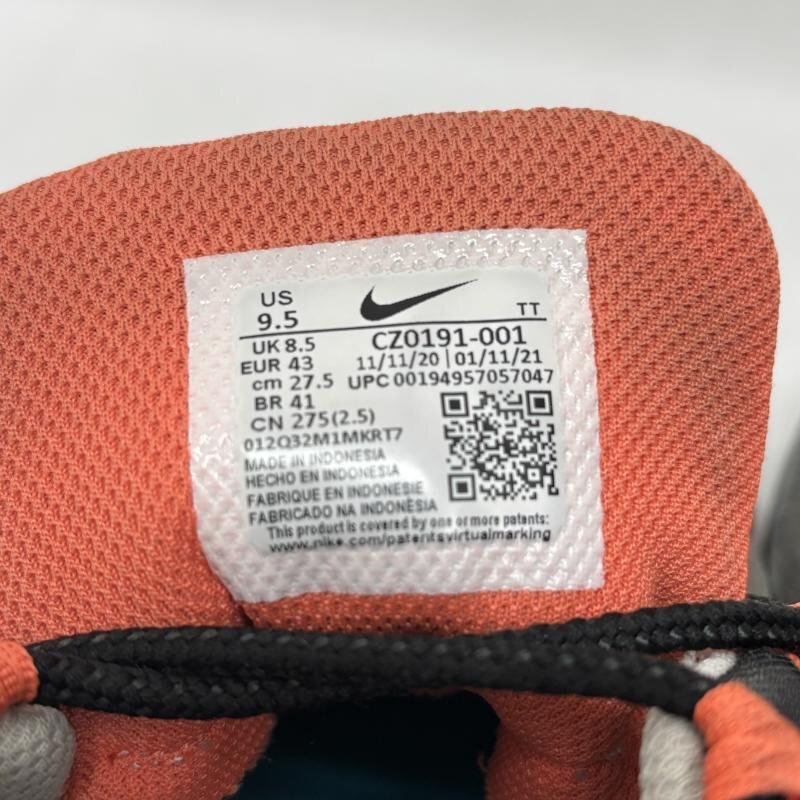 US
9.5
TT
UK 8.5
CZ0191-001
EUR 43
11/11/20 | 01/11/21
cm 27.5
UPC 00194957057047
BR 41
CN 275(2.5)
012Q32M1MKRT7
MADE IN INDONESIA
HECHO EN INDONESIA
FABRIQUE EN INDONESIE
FABRICADO NA INDONÉSIA
This product is covered by one or more patents:
www.nike.com/patentsvirtualmarking